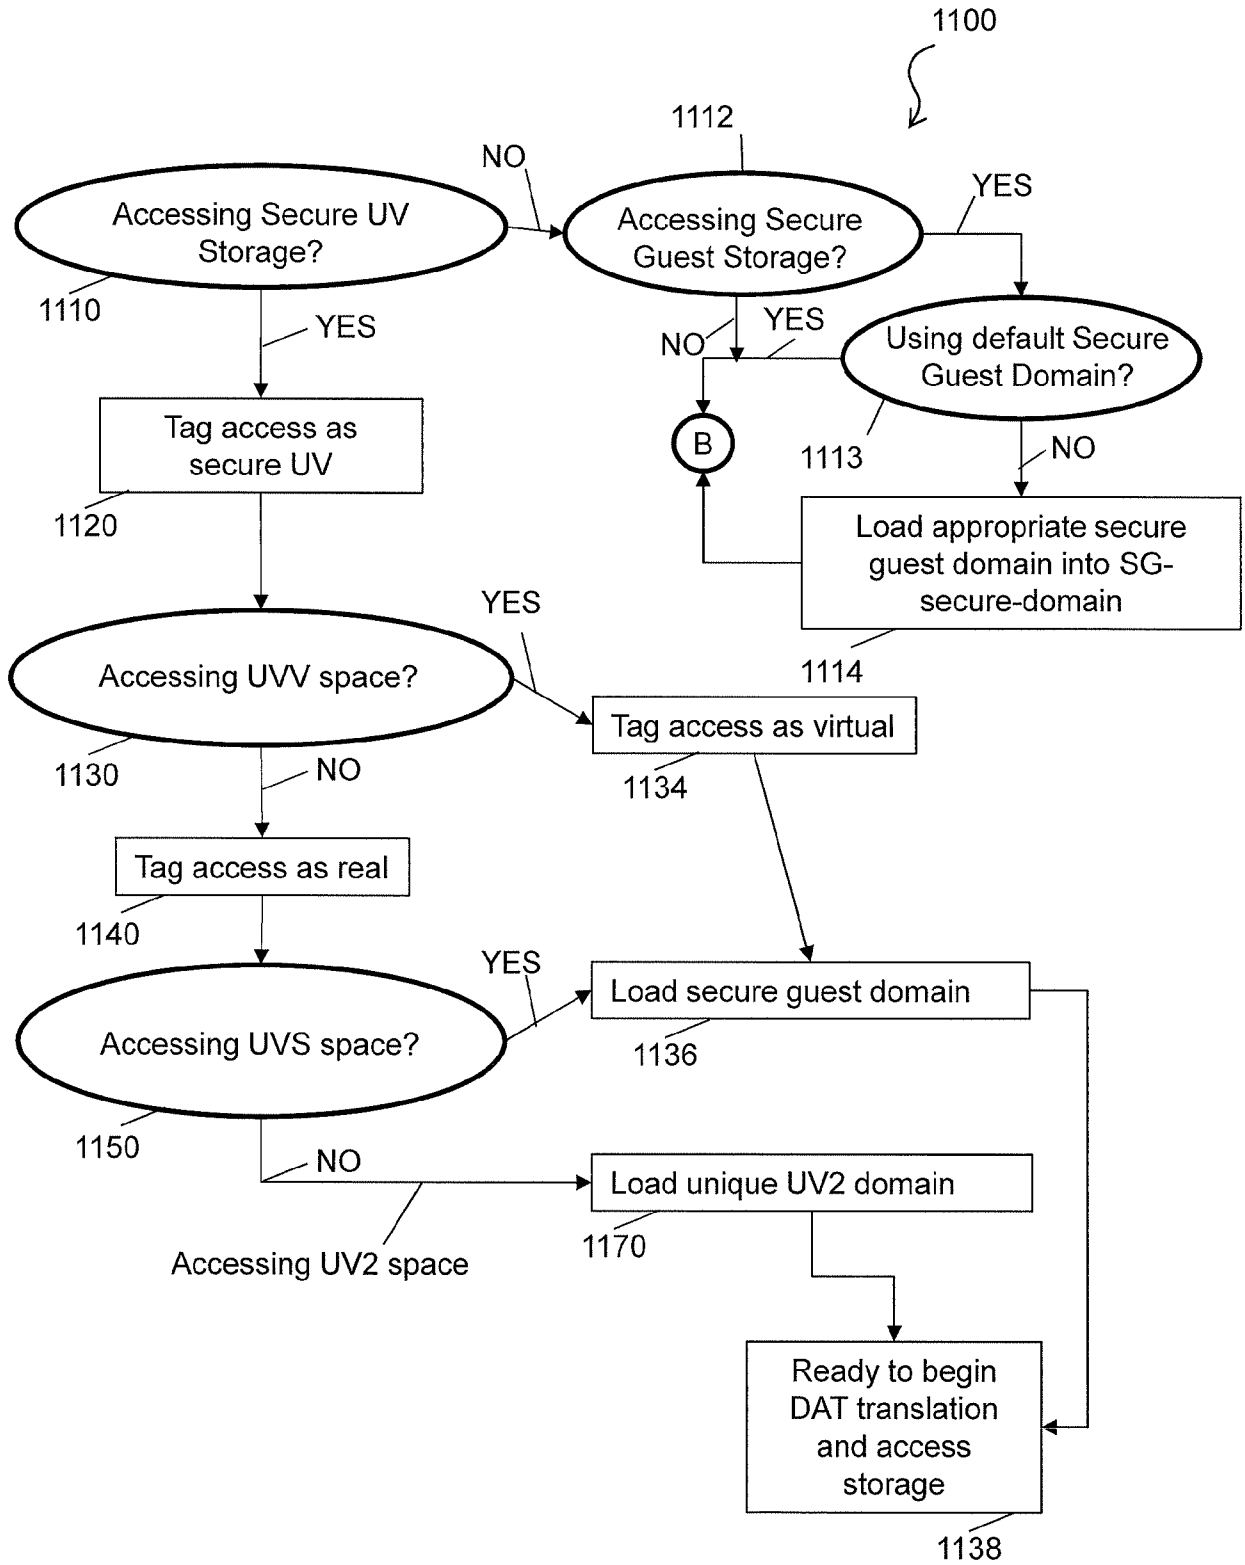 1100
1112
NO
YES
Accessing Secure UV
Storage?
Accessing Secure
Guest Storage?
1110
YES
NO
YES
Using default Secure
Guest Domain?
Tag access as
secure UV
B
1113
NO
1120
Load appropriate secure
guest domain into SG-
secure-domain
YES
1114
Accessing UVV space?
Tag access as virtual
1130
NO
1134
Tag access as real
1140
YES
Load secure guest domain
Accessing UVS space?
1136
1150
NO
Load unique UV2 domain
Accessing UV2 space
1170
Ready to begin
DAT translation
and access
storage
1138